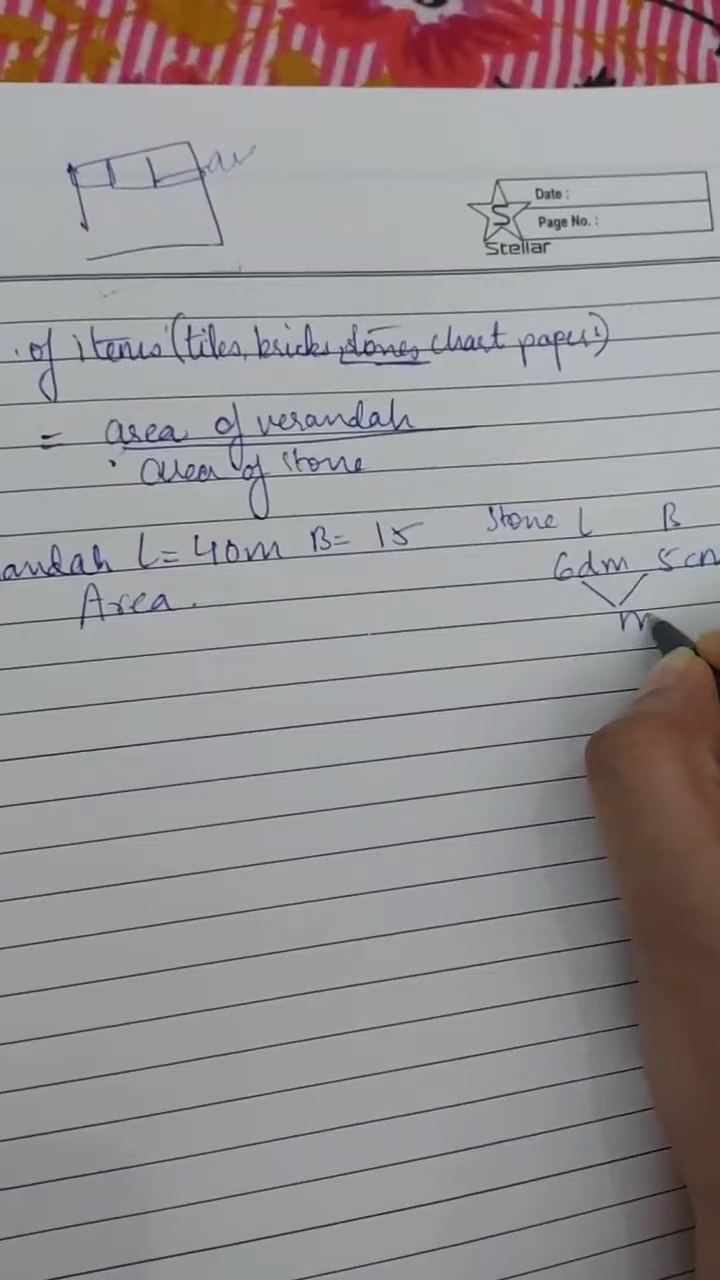 Date :
Page No. :
S
Stellar
. of items (tiles, bricks, stones, chart paper:)
= area of verandah
area of stone
andah L = 40m B = 15 Stone L B
6dm 5cm
Area.
m